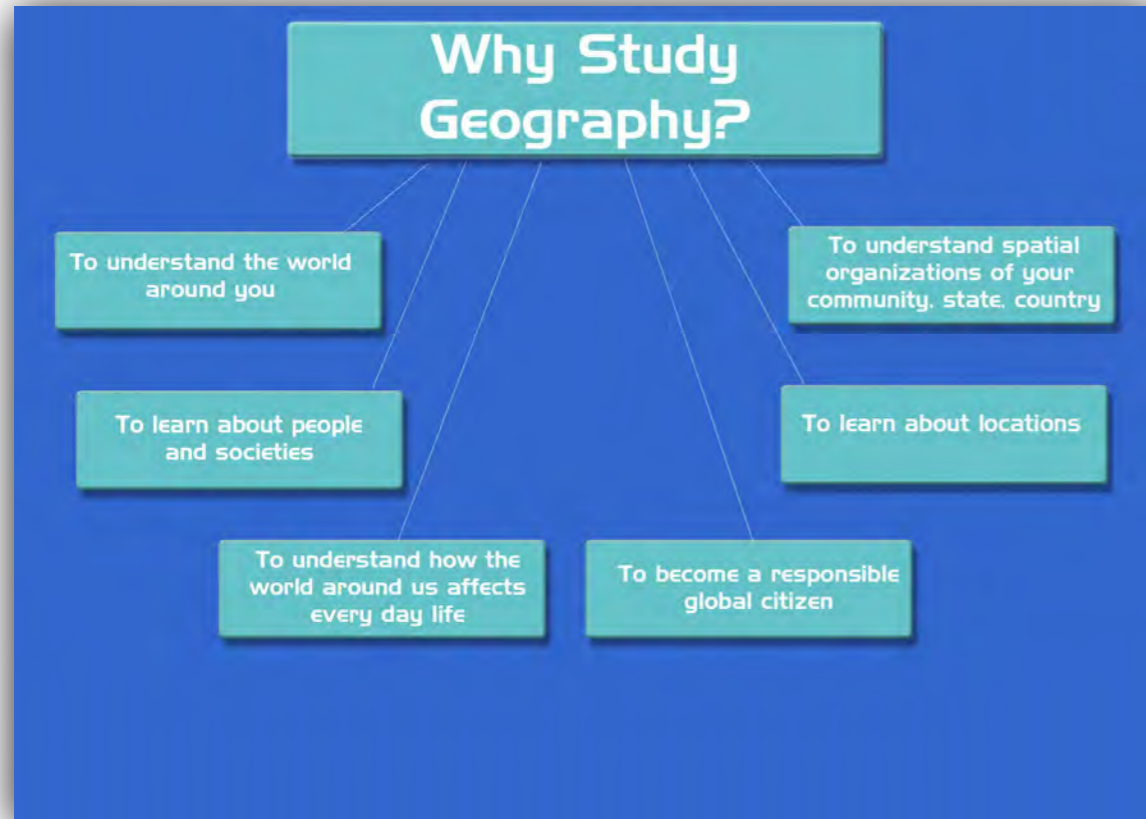 Why Study
Geography?
To understand the world
around you
To understand spatial
organizations of your
community, state, country
To learn about people
and societies
To learn about locations
To understand how the
world around us affects
every day life
To become a responsible
global citizen